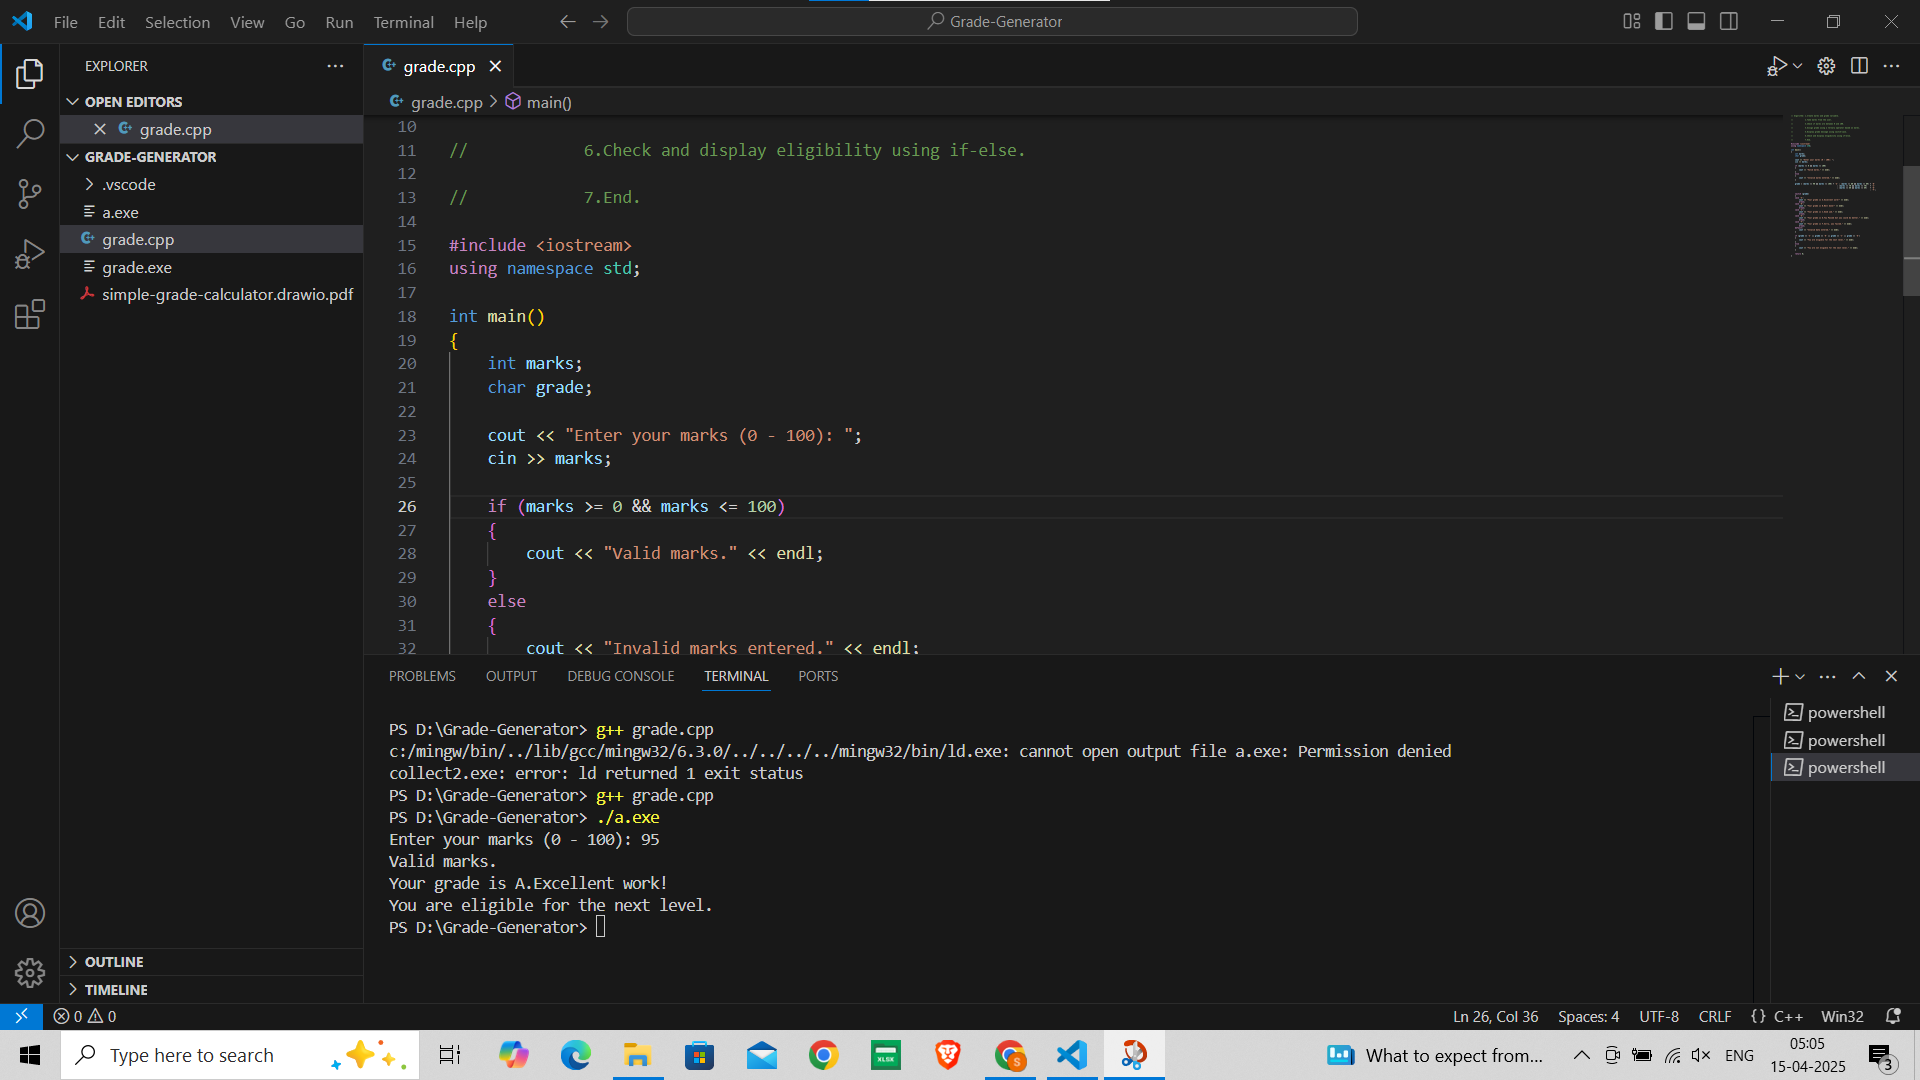 File Edit Selection View Go Run Terminal Help
Grade-Generator
EXPLORER
OPEN EDITORS
grade.cpp
GRADE-GENERATOR
.vscode
a.exe
grade.cpp
grade.exe
simple-grade-calculator.drawio.pdf
OUTLINE
TIMELINE
grade.cpp
grade.cpp > main()
10
11 // 6.Check and display eligibility using if-else.
12
13 // 7.End.
14
15 #include <iostream>
16 using namespace std;
17
18 int main()
19 {
20 int marks;
21 char grade;
22
23 cout << "Enter your marks (0 - 100): ";
24 cin >> marks;
25
26 if (marks >= 0 && marks <= 100)
27 {
28 cout << "Valid marks." << endl;
29 }
30 else
31 {
32 cout << "Invalid marks entered." << endl;
PROBLEMS OUTPUT DEBUG CONSOLE TERMINAL PORTS
PS D:\Grade-Generator> g++ grade.cpp
c:/mingw/bin/../lib/gcc/mingw32/6.3.0/../../../../mingw32/bin/ld.exe: cannot open output file a.exe: Permission denied
collect2.exe: error: ld returned 1 exit status
PS D:\Grade-Generator> g++ grade.cpp
PS D:\Grade-Generator> ./a.exe
Enter your marks (0 - 100): 95
Valid marks.
Your grade is A.Excellent work!
You are eligible for the next level.
PS D:\Grade-Generator>
powershell
powershell
powershell
0 0
Ln 26, Col 36 Spaces: 4 UTF-8 CRLF {} C++ Win32
Type here to search
XLSX
S
What to expect from...
ENG
05:05
15-04-2025
3